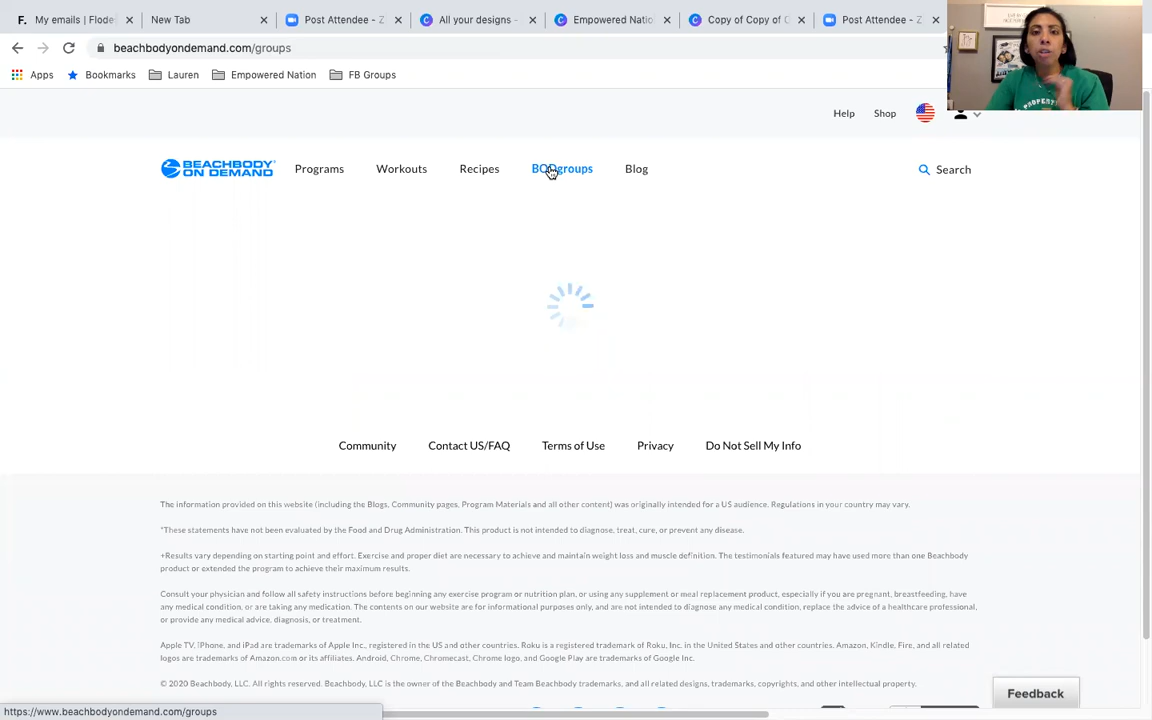 My emails | Flode
New Tab
Post Attendee - Z
All your designs -
Empowered Natio
Copy of Copy of C
Post Attendee - Z
beachbodyondemand.com/groups
Apps
Bookmarks
Lauren
Empowered Nation
FB Groups
Help
Shop
BEACHBODY
ON DEMAND
Programs
Workouts
Recipes
BODgroups
Blog
Search
Community
Contact US/FAQ
Terms of Use
Privacy
Do Not Sell My Info
The information provided on this website (including the Blogs, Community pages, Program Materials and all other content) was originally intended for a US audience. Regulations in your country may vary.
*These statements have not been evaluated by the Food and Drug Administration. This product is not intended to diagnose, treat, cure, or prevent any disease.
+Results vary depending on starting point and effort. Exercise and proper diet are necessary to achieve and maintain weight loss and muscle definition. The testimonials featured may have used more than one Beachbody
product or extended the program to achieve their maximum results.
Consult your physician and follow all safety instructions before beginning any exercise program or nutrition plan, or using any supplement or meal replacement product, especially if you are pregnant, breastfeeding, have
any medical condition, or are taking any medication. The contents on our website are for informational purposes only, and are not intended to diagnose any medical condition, replace the advice of a healthcare professional,
or provide any medical advice, diagnosis, or treatment.
Apple TV, iPhone, and iPad are trademarks of Apple Inc., registered in the US and other countries. Roku is a registered trademark of Roku, Inc. in the United States and other countries. Amazon, Kindle, Fire, and all related
logos are trademarks of Amazon.com or its affiliates. Android, Chrome, Chromecast, Chrome logo, and Google Play are trademarks of Google Inc.
© 2020 Beachbody, LLC. All rights reserved. Beachbody, LLC is the owner of the Beachbody and Team Beachbody trademarks, and all related designs, trademarks, copyrights, and other intellectual property.
Feedback
https://www.beachbodyondemand.com/groups